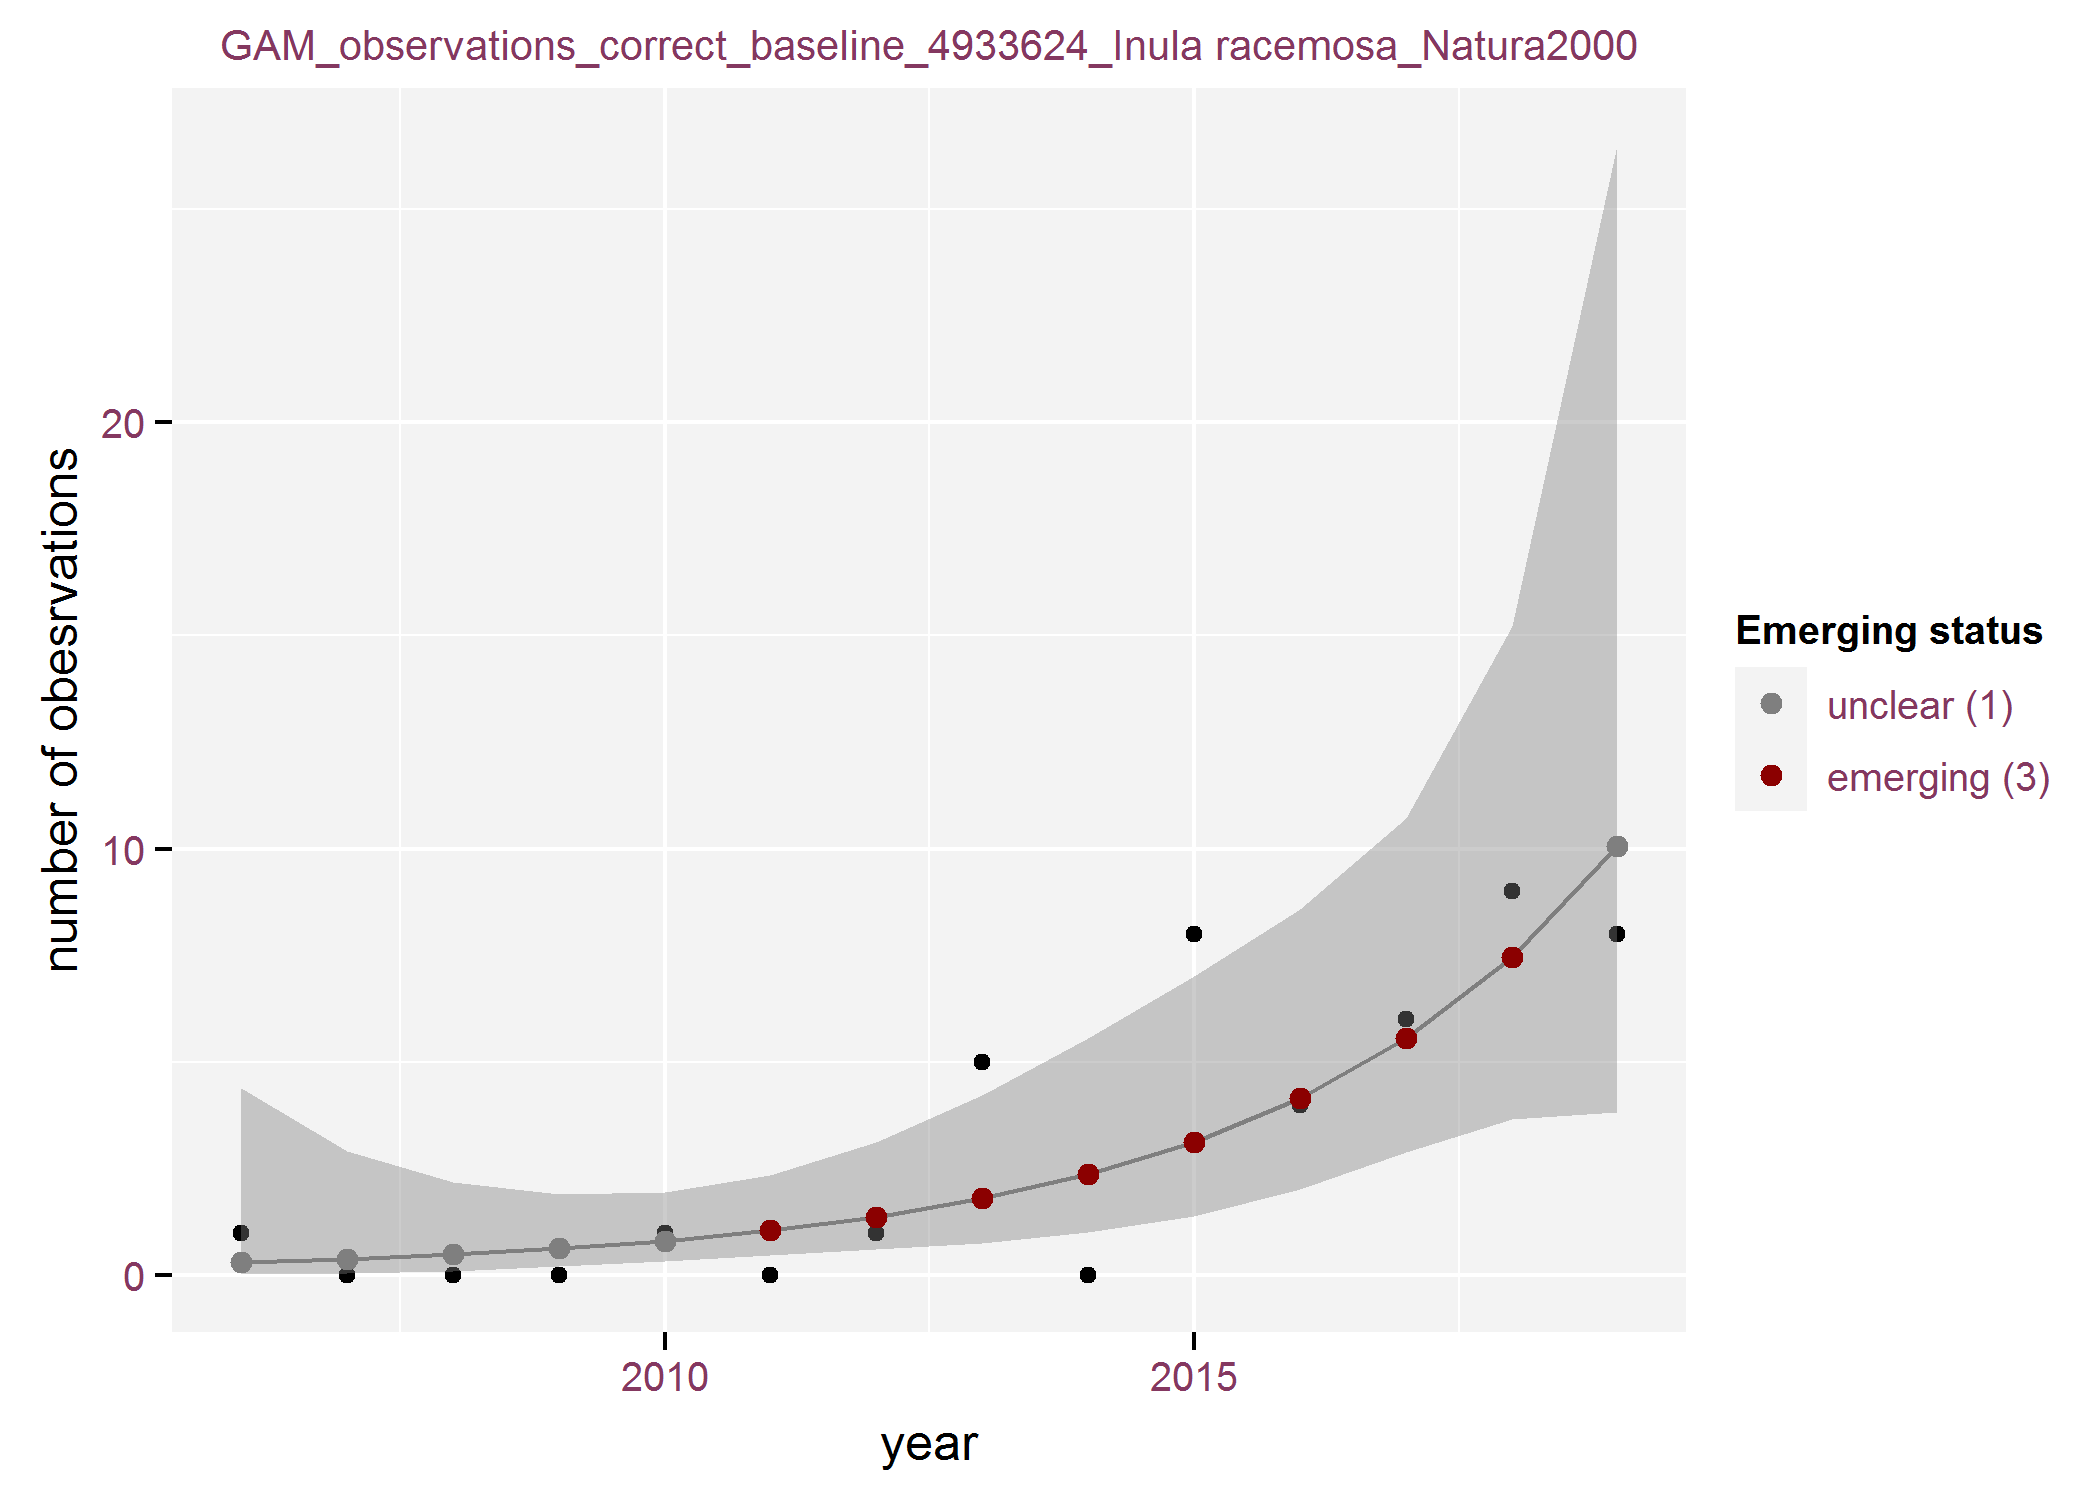 GAM_observations_correct_baseline_4933624_Inula racemosa_Natura2000
number of obesrvations
20
10
0
2010
2015
year
Emerging status
unclear (1)
emerging (3)